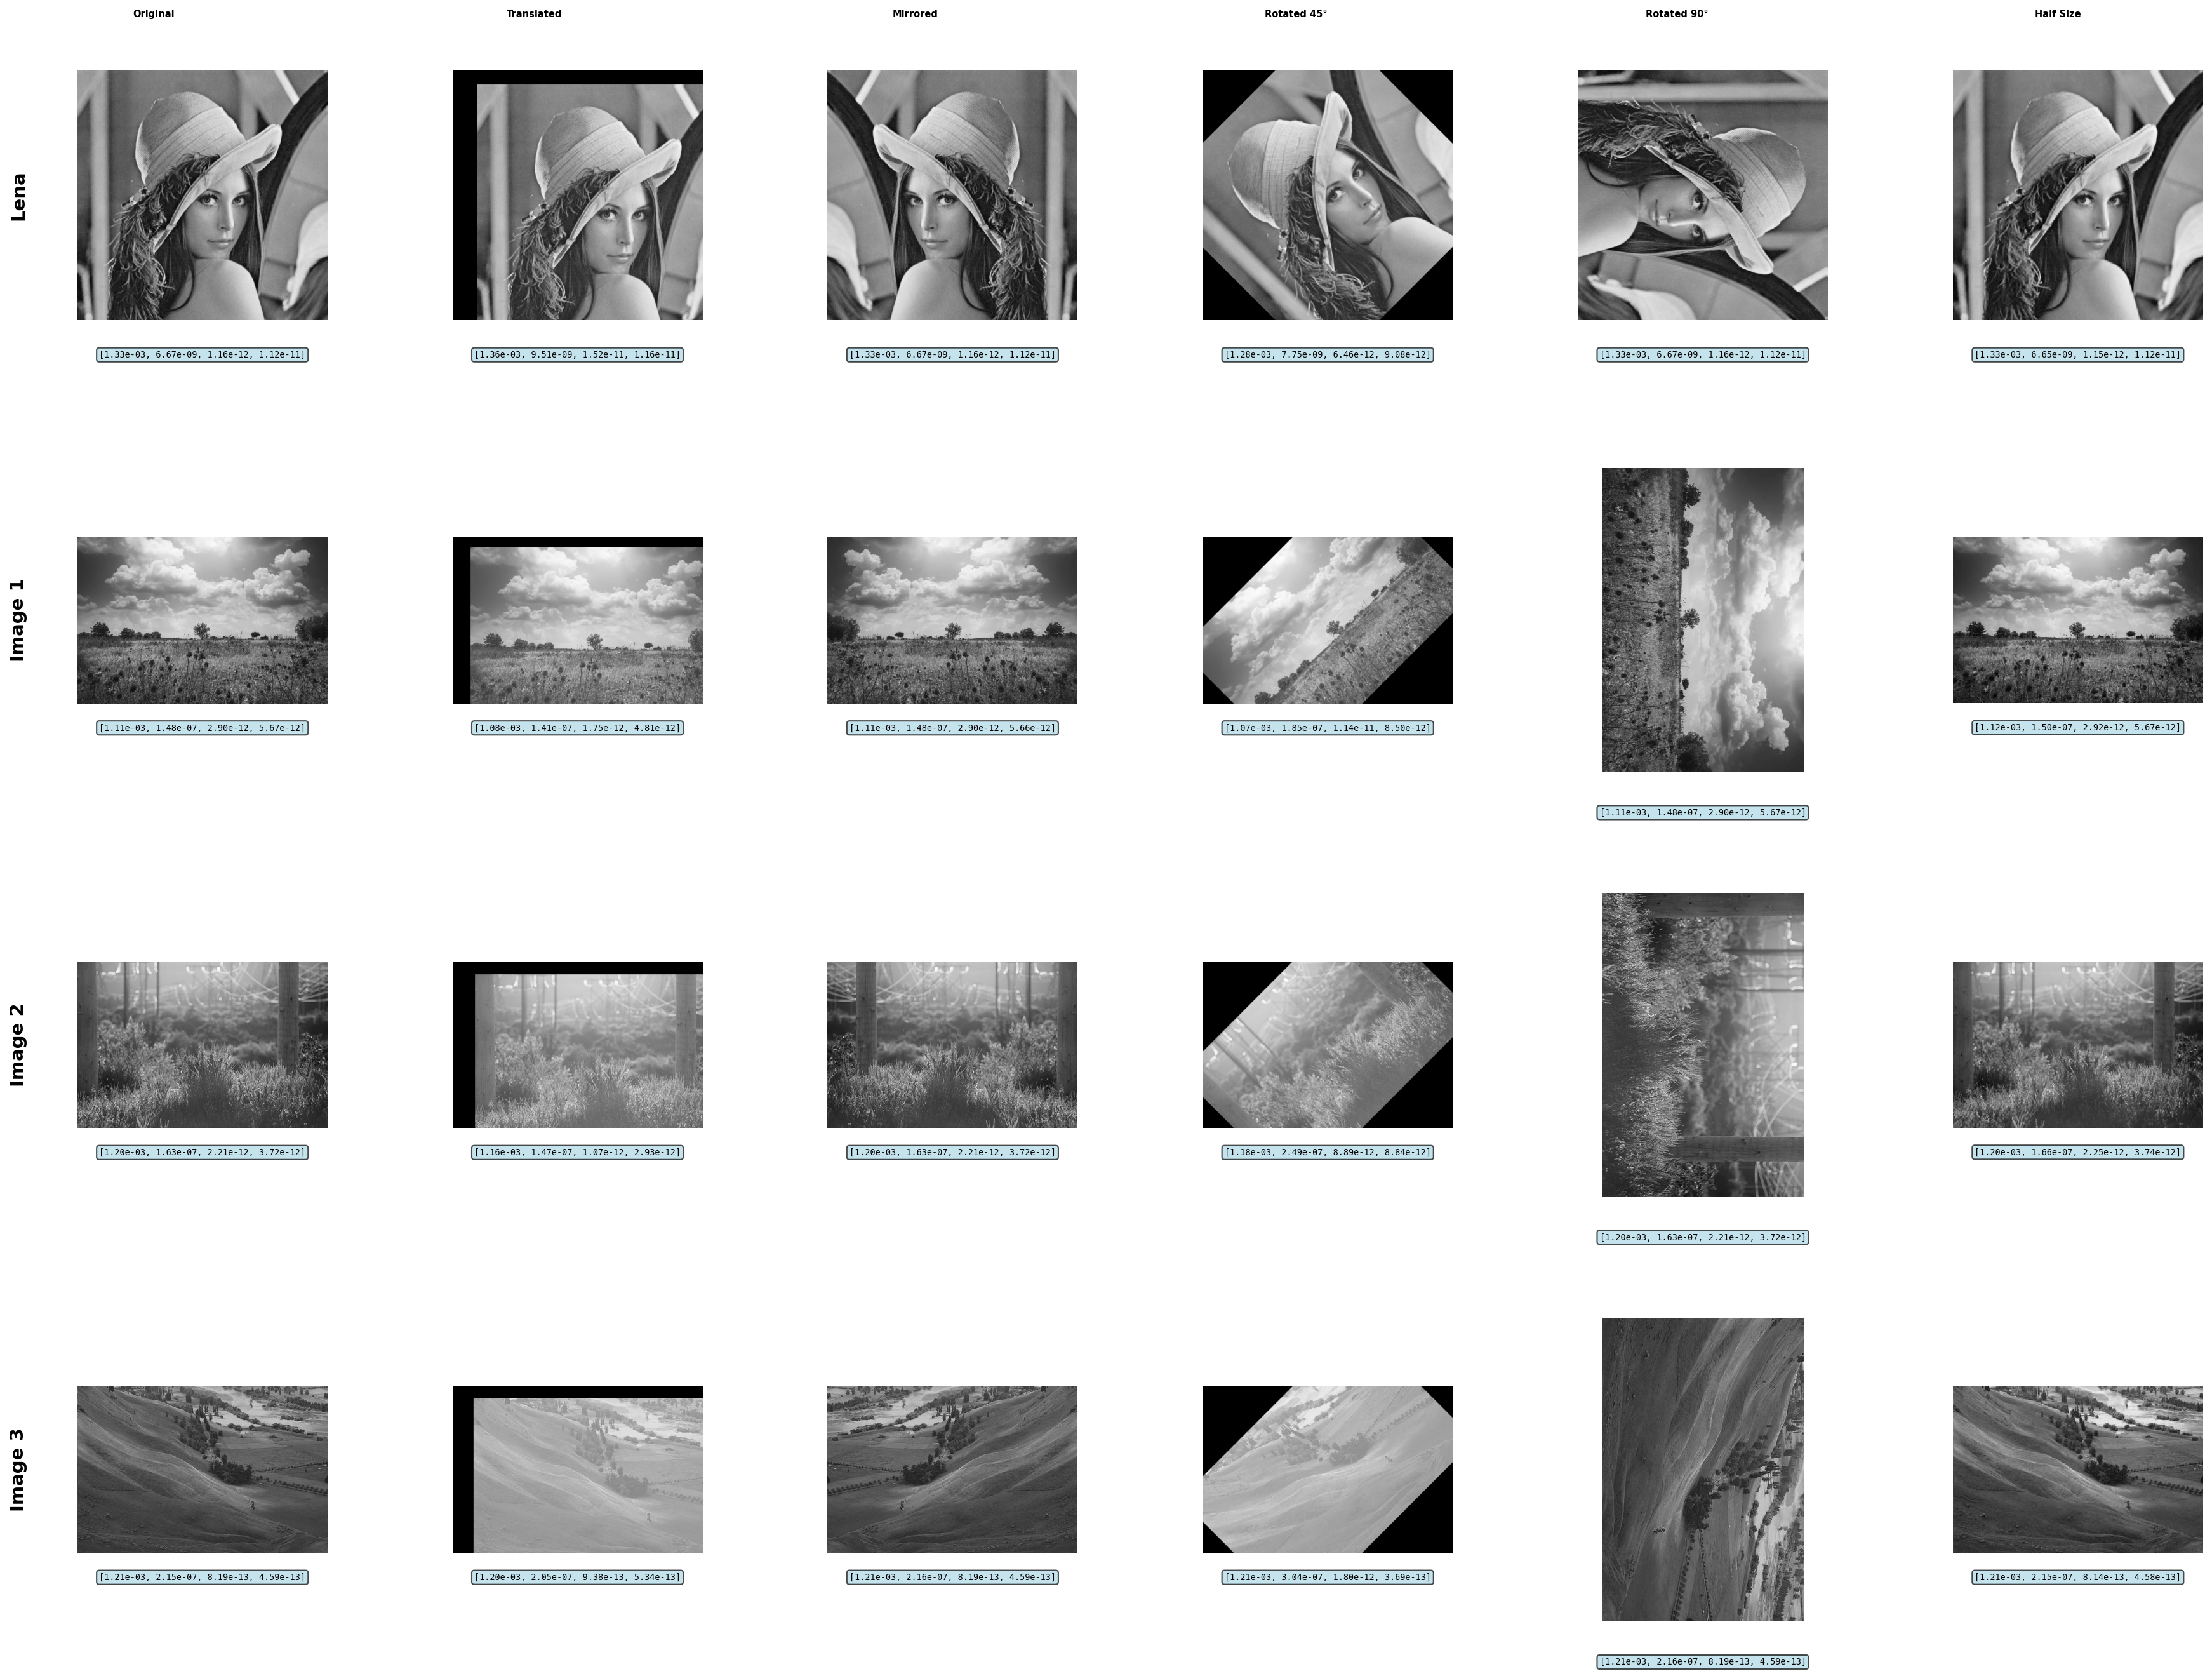 Original Translated Mirrored Rotated 45° Rotated 90° Half Size
Lena
[1.33e-03, 6.67e-09, 1.16e-12, 1.12e-11] [1.36e-03, 9.51e-09, 1.52e-11, 1.16e-11] [1.33e-03, 6.67e-09, 1.16e-12, 1.12e-11] [1.28e-03, 7.75e-09, 6.46e-12, 9.08e-12] [1.33e-03, 6.67e-09, 1.16e-12, 1.12e-11] [1.33e-03, 6.65e-09, 1.15e-12, 1.12e-11]
Image 1
[1.11e-03, 1.48e-07, 2.90e-12, 5.67e-12] [1.08e-03, 1.41e-07, 1.75e-12, 4.81e-12] [1.11e-03, 1.48e-07, 2.90e-12, 5.66e-12] [1.07e-03, 1.85e-07, 1.14e-11, 8.50e-12] [1.12e-03, 1.50e-07, 2.92e-12, 5.67e-12]
[1.11e-03, 1.48e-07, 2.90e-12, 5.67e-12]
Image 2
[1.20e-03, 1.63e-07, 2.21e-12, 3.72e-12] [1.16e-03, 1.47e-07, 1.07e-12, 2.93e-12] [1.20e-03, 1.63e-07, 2.21e-12, 3.72e-12] [1.18e-03, 2.49e-07, 8.89e-12, 8.84e-12] [1.20e-03, 1.66e-07, 2.25e-12, 3.74e-12]
[1.20e-03, 1.63e-07, 2.21e-12, 3.72e-12]
Image 3
[1.21e-03, 2.15e-07, 8.19e-13, 4.59e-13] [1.20e-03, 2.05e-07, 9.38e-13, 5.34e-13] [1.21e-03, 2.16e-07, 8.19e-13, 4.59e-13] [1.21e-03, 3.04e-07, 1.80e-12, 3.69e-13] [1.21e-03, 2.15e-07, 8.14e-13, 4.58e-13]
[1.21e-03, 2.16e-07, 8.19e-13, 4.59e-13]